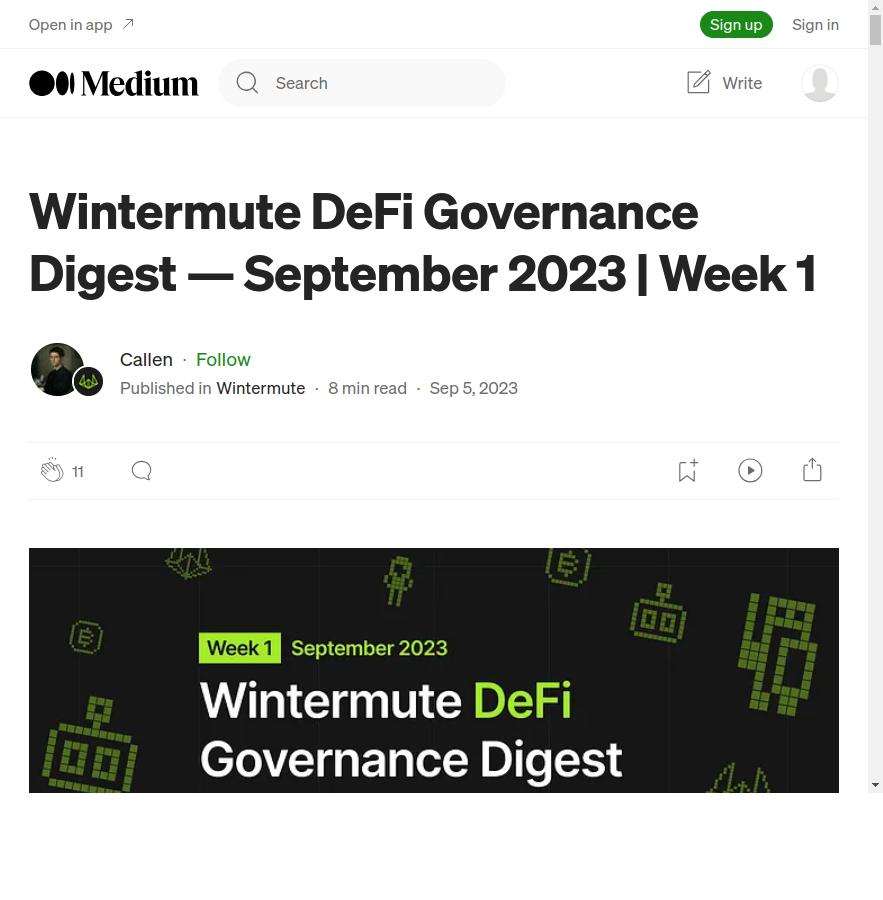 Open in app
Sign up
Sign in
Medium
Search
Write
Wintermute DeFi Governance
Digest — September 2023 | Week 1
Callen · Follow
Published in Wintermute · 8 min read · Sep 5, 2023
11
Week 1 September 2023
Wintermute DeFi
Governance Digest